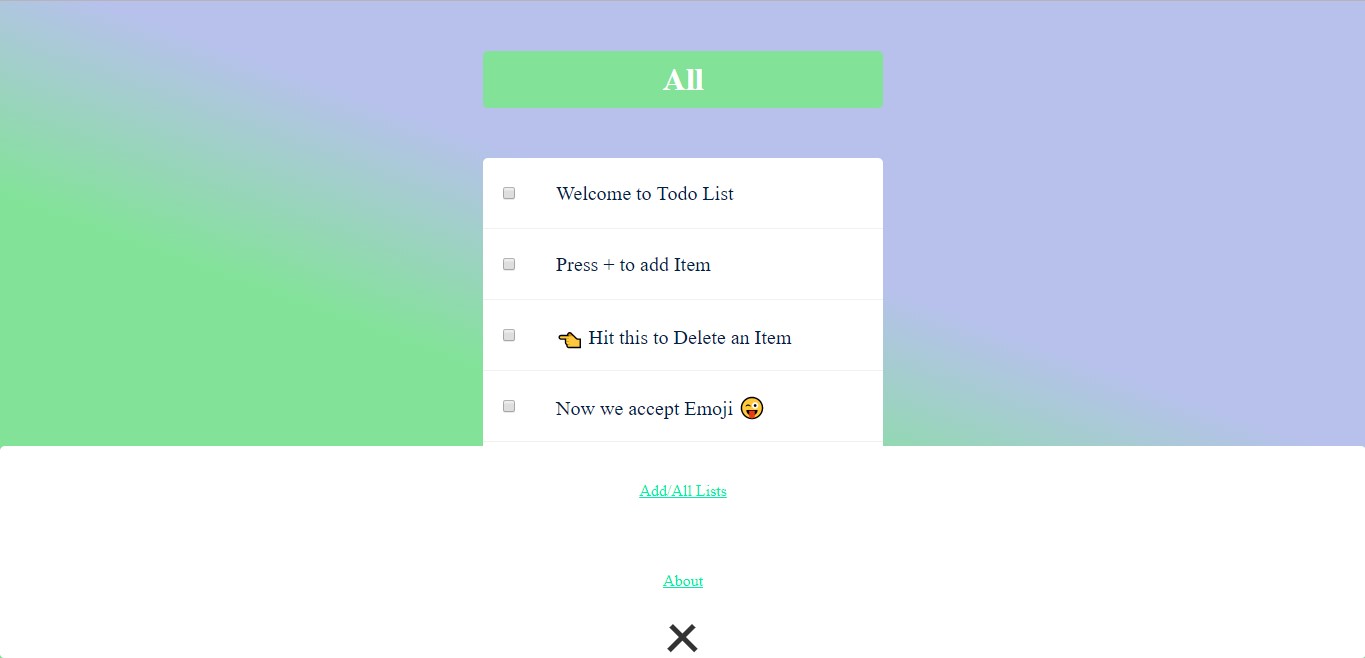 All
Welcome to Todo List
Press + to add Item
👈 Hit this to Delete an Item
Now we accept Emoji 😜
Add/All Lists
About